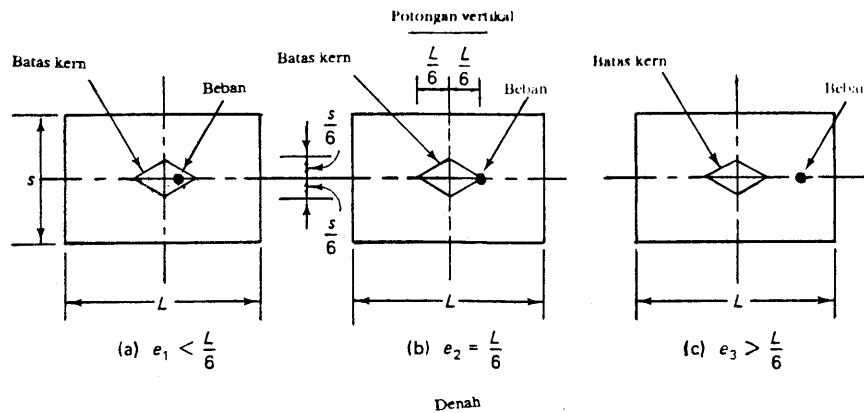 Potongan vertikal
Batas kern
Beban
Batas kern
L/6 L/6
Beban
Batas kern
Beban
s
s/6
s/6
L
L
L
(a) e₁ < L/6
(b) e₂ = L/6
(c) e₃ > L/6
Denah